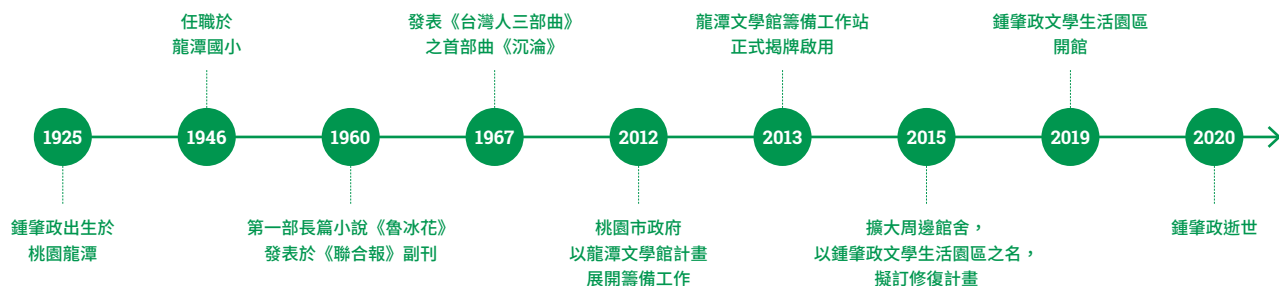 1925
鍾肇政出生於
桃園龍潭
任職於
龍潭國小
1946
1960
第一部長篇小說《魯冰花》
發表於《聯合報》副刊
發表《台灣人三部曲》
之首部曲《沉淪》
1967
2012
桃園市政府
以龍潭文學館計畫
展開籌備工作
龍潭文學館籌備工作站
正式揭牌啟用
2013
2015
擴大周邊館舍，
以鍾肇政文學生活園區之名，
擬訂修復計畫
鍾肇政文學生活園區
開館
2019
2020
鍾肇政逝世